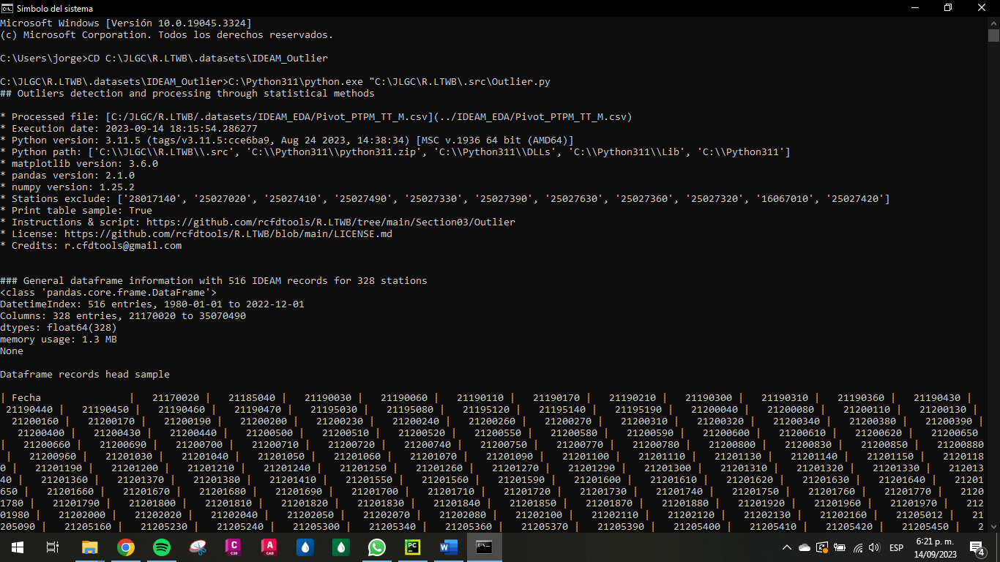 Símbolo del sistema
Microsoft Windows [Versión 10.0.19045.3324]
(c) Microsoft Corporation. Todos los derechos reservados.
C:\Users\jorge>CD C:\JLGC\R.LTWB\.datasets\IDEAM_Outlier
C:\JLGC\R.LTWB\.datasets\IDEAM_Outlier>C:\Python311\python.exe "C:\JLGC\R.LTWB\.src\Outlier.py
## Outliers detection and processing through statistical methods
* Processed file: [C:/JLGC/R.LTWB/.datasets/IDEAM_EDA/Pivot_PTPM_TT_M.csv](../IDEAM_EDA/Pivot_PTPM_TT_M.csv)
* Execution date: 2023-09-14 18:15:54.286277
* Python version: 3.11.5 (tags/v3.11.5:cce6ba9, Aug 24 2023, 14:38:34) [MSC v.1936 64 bit (AMD64)]
* Python path: ['C:\\JLGC\\R.LTWB\\.src', 'C:\\Python311\\python311.zip', 'C:\\Python311\\DLLs', 'C:\\Python311\\Lib', 'C:\\Python311']
* matplotlib version: 3.6.0
* pandas version: 2.1.0
* numpy version: 1.25.2
* Stations exclude: ['28017140', '25027020', '25027410', '25027490', '25027330', '25027390', '25027630', '25027360', '25027320', '16067010', '25027420']
* Print table sample: True
* Instructions & script: https://github.com/rcfdtools/R.LTWB/tree/main/Section03/Outlier
* License: https://github.com/rcfdtools/R.LTWB/blob/main/LICENSE.md
* Credits: r.cfdtools@gmail.com
### General dataframe information with 516 IDEAM records for 328 stations
<class 'pandas.core.frame.DataFrame'>
DatetimeIndex: 516 entries, 1980-01-01 to 2022-12-01
Columns: 328 entries, 21170020 to 35070490
dtypes: float64(328)
memory usage: 1.3 MB
None
Dataframe records head sample
| Fecha | 21170020 | 21185040 | 21190030 | 21190060 | 21190110 | 21190170 | 21190210 | 21190300 | 21190310 | 21190360 | 21190430 |
21190440 | 21190450 | 21190460 | 21190470 | 21195030 | 21195080 | 21195120 | 21195140 | 21195190 | 21200040 | 21200080 | 21200110 | 21200130 |
21200160 | 21200170 | 21200190 | 21200200 | 21200230 | 21200240 | 21200260 | 21200270 | 21200310 | 21200320 | 21200340 | 21200380 | 21200390 |
21200400 | 21200430 | 21200440 | 21200500 | 21200510 | 21200520 | 21200550 | 21200580 | 21200590 | 21200600 | 21200610 | 21200620 | 21200650
| 21200660 | 21200690 | 21200700 | 21200710 | 21200720 | 21200740 | 21200750 | 21200770 | 21200780 | 21200800 | 21200830 | 21200850 | 21200880
| 21200960 | 21201030 | 21201040 | 21201050 | 21201060 | 21201070 | 21201090 | 21201100 | 21201110 | 21201130 | 21201140 | 21201150 | 2120118
0 | 21201190 | 21201200 | 21201210 | 21201240 | 21201250 | 21201260 | 21201270 | 21201290 | 21201300 | 21201310 | 21201320 | 21201330 | 212013
40 | 21201360 | 21201370 | 21201380 | 21201410 | 21201550 | 21201560 | 21201590 | 21201600 | 21201610 | 21201620 | 21201630 | 21201640 | 21201
650 | 21201660 | 21201670 | 21201680 | 21201690 | 21201700 | 21201710 | 21201720 | 21201730 | 21201740 | 21201750 | 21201760 | 21201770 | 2120
1780 | 21201790 | 21201800 | 21201810 | 21201820 | 21201830 | 21201840 | 21201850 | 21201870 | 21201880 | 21201920 | 21201960 | 21201970 | 212
01980 | 21202000 | 21202020 | 21202040 | 21202050 | 21202070 | 21202080 | 21202100 | 21202110 | 21202120 | 21202130 | 21202160 | 21205012 | 21
205090 | 21205160 | 21205230 | 21205240 | 21205300 | 21205340 | 21205360 | 21205370 | 21205390 | 21205400 | 21205410 | 21205420 | 21205450 | 2
ESP
6:21 p. m.
14/09/2023
4